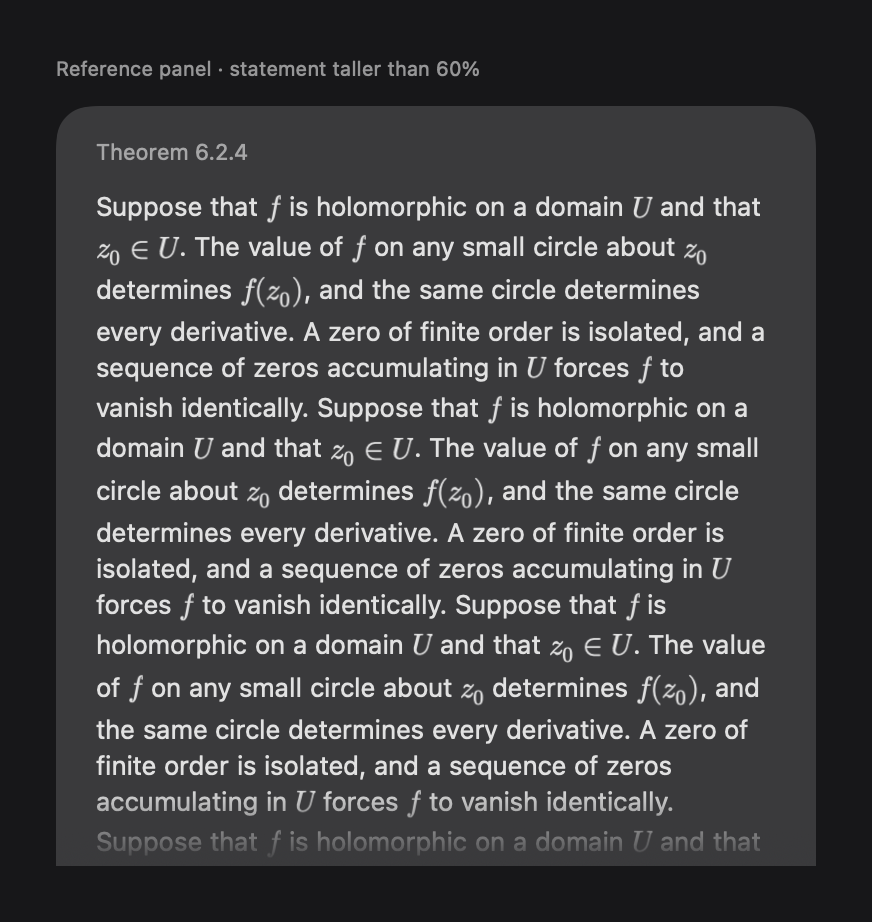 Reference panel · statement taller than 60%
Theorem 6.2.4
Suppose that f is holomorphic on a domain U and that
z₀ ∈ U. The value of f on any small circle about z₀
determines f(z₀), and the same circle determines
every derivative. A zero of finite order is isolated, and a
sequence of zeros accumulating in U forces f to
vanish identically. Suppose that f is holomorphic on a
domain U and that z₀ ∈ U. The value of f on any small
circle about z₀ determines f(z₀), and the same circle
determines every derivative. A zero of finite order is
isolated, and a sequence of zeros accumulating in U
forces f to vanish identically. Suppose that f is
holomorphic on a domain U and that z₀ ∈ U. The value
of f on any small circle about z₀ determines f(z₀), and
the same circle determines every derivative. A zero of
finite order is isolated, and a sequence of zeros
accumulating in U forces f to vanish identically.
Suppose that f is holomorphic on a domain U and that